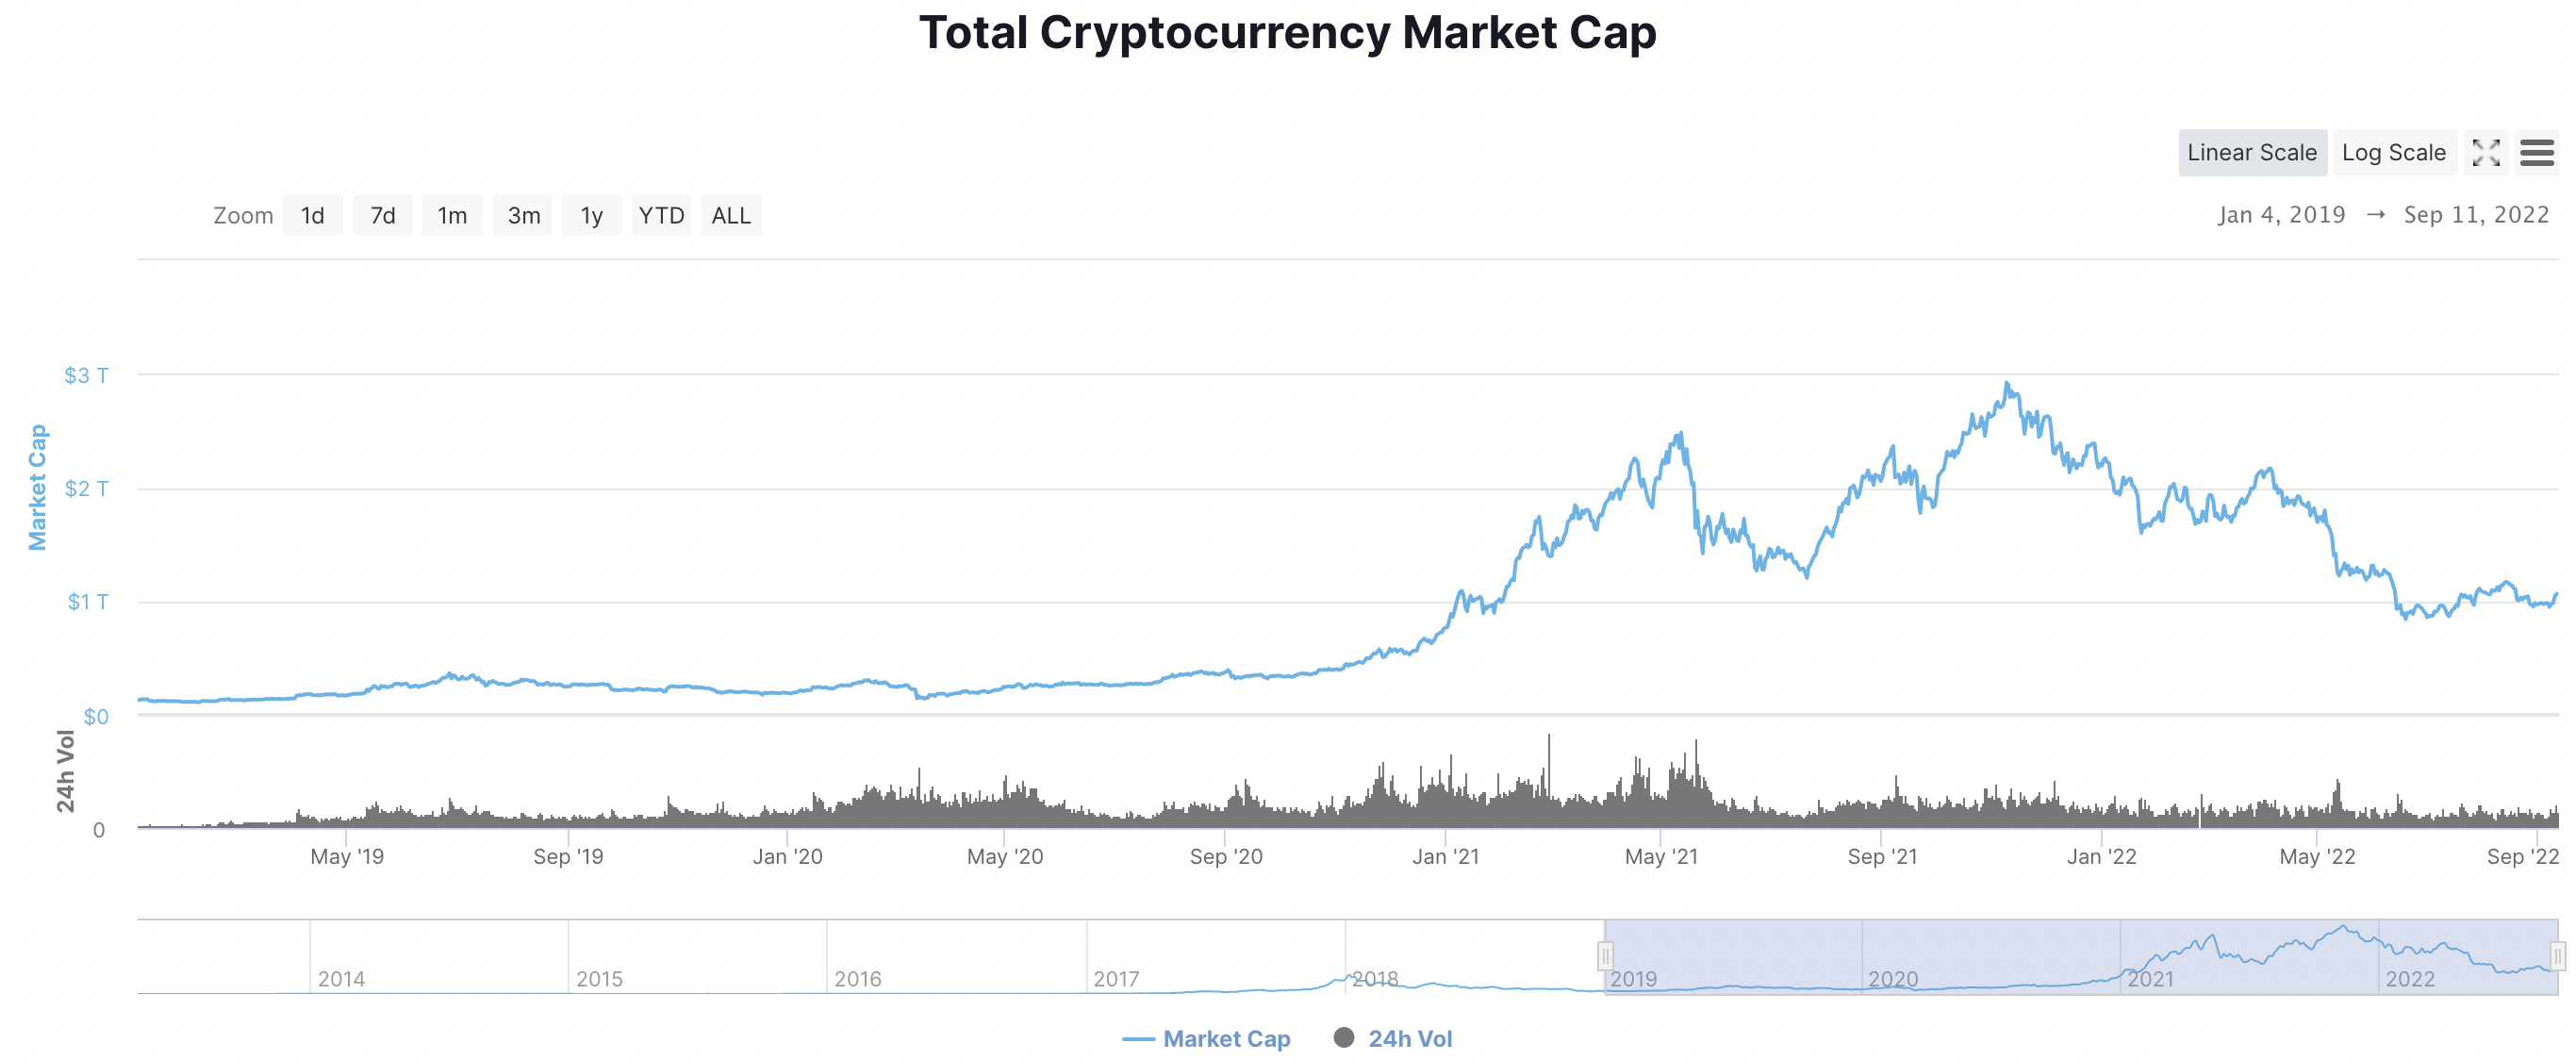 Total Cryptocurrency Market Cap
Linear Scale Log Scale
Zoom 1d 7d 1m 3m 1y YTD ALL
Jan 4, 2019 → Sep 11, 2022
Market Cap
$3 T
$2 T
$1 T
$0
24h Vol
0
May '19 Sep '19 Jan '20 May '20 Sep '20 Jan '21 May '21 Sep '21 Jan '22 May '22 Sep '22
2014 2015 2016 2017 2018 2019 2020 2021 2022
Market Cap 24h Vol